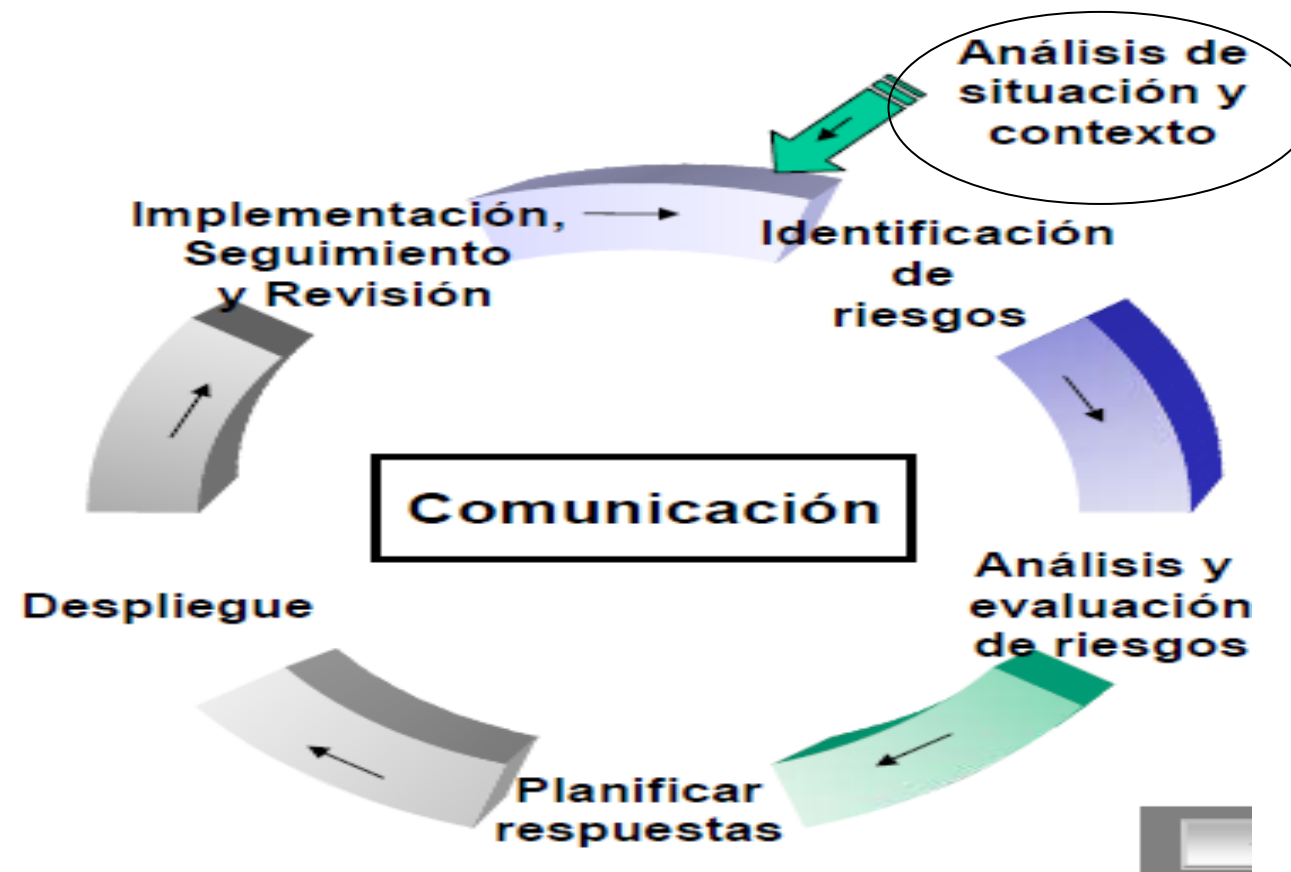 Análisis de
situación y
contexto
Implementación,
Seguimiento
y Revisión
Identificación
de
riesgos
Comunicación
Análisis y
evaluación
de riesgos
Despliegue
Planificar
respuestas